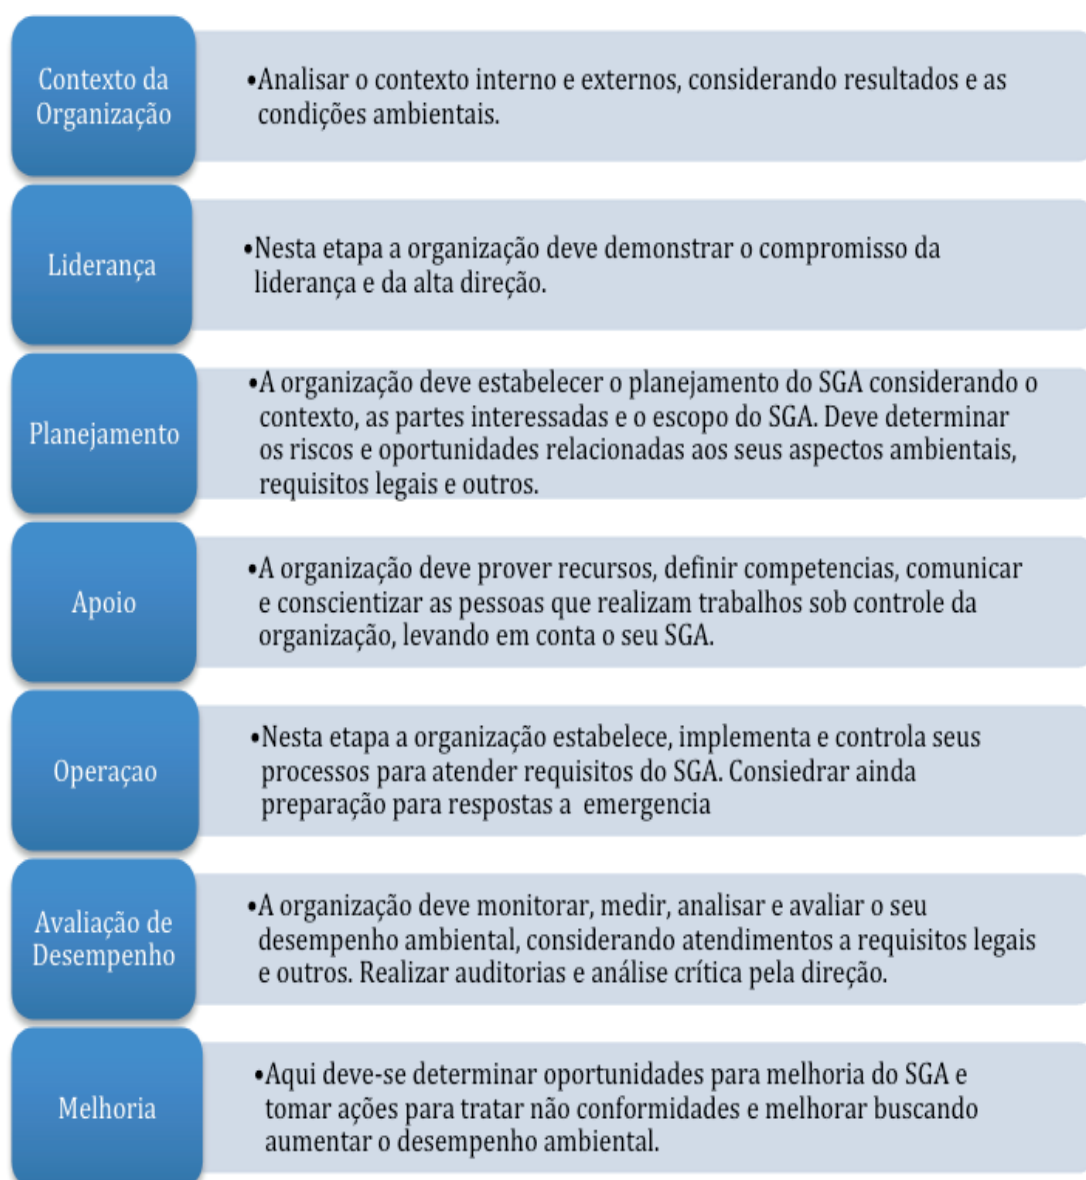 Contexto da
Organização
•Analisar o contexto interno e externos, considerando resultados e as
condições ambientais.
Liderança
•Nesta etapa a organização deve demonstrar o compromisso da
liderança e da alta direção.
Planejamento
•A organização deve estabelecer o planejamento do SGA considerando o
contexto, as partes interessadas e o escopo do SGA. Deve determinar
os riscos e oportunidades relacionadas aos seus aspectos ambientais,
requisitos legais e outros.
Apoio
•A organização deve prover recursos, definir competencias, comunicar
e conscientizar as pessoas que realizam trabalhos sob controle da
organização, levando em conta o seu SGA.
Operaçao
•Nesta etapa a organização estabelece, implementa e controla seus
processos para atender requisitos do SGA. Consiedrar ainda
preparação para respostas a  emergencia
Avaliação de
Desempenho
•A organização deve monitorar, medir, analisar e avaliar o seu
desempenho ambiental, considerando atendimentos a requisitos legais
e outros. Realizar auditorias e análise crítica pela direção.
Melhoria
•Aqui deve-se determinar oportunidades para melhoria do SGA e
tomar ações para tratar não conformidades e melhorar buscando
aumentar o desempenho ambiental.